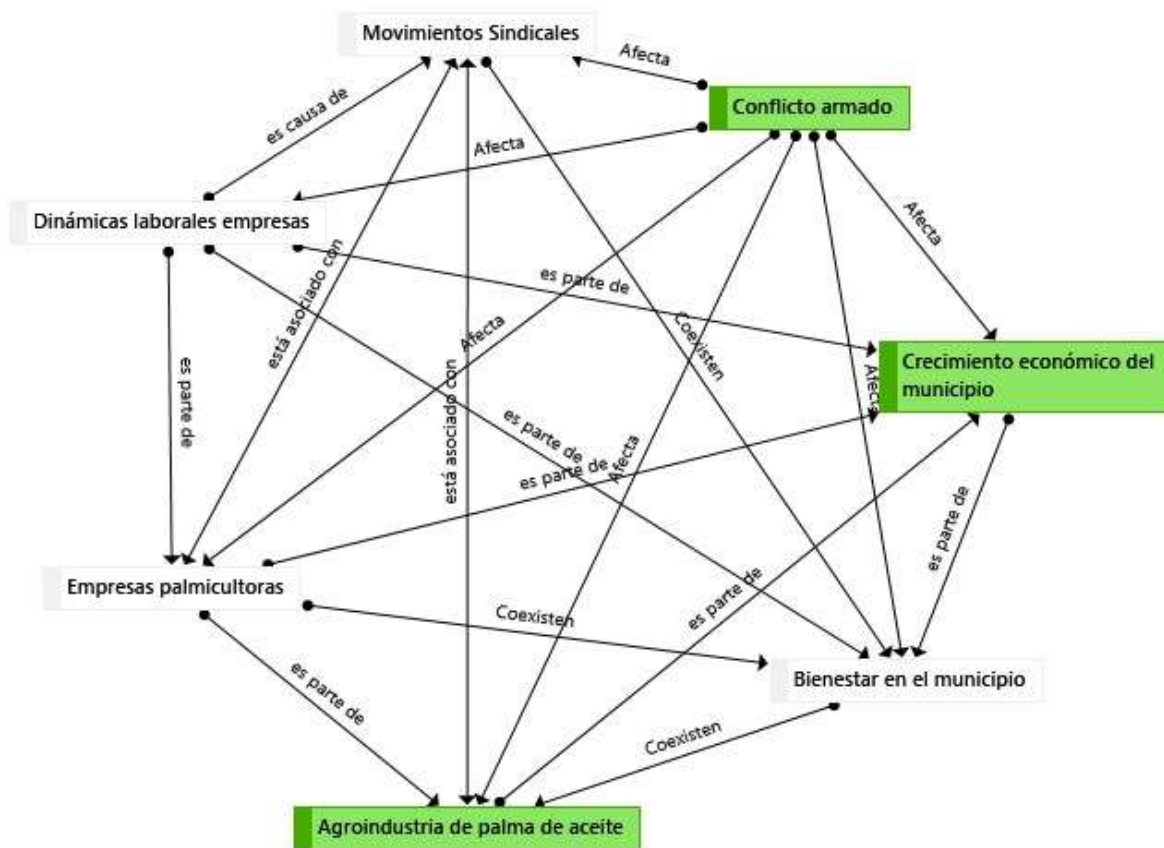 Movimientos Sindicales
Afecta
Conflicto armado
es causa de
Afecta
Dinámicas laborales empresas
Afecta
está asociado con
es parte de
Afecta
Coexisten
es parte de
está asociado con
Crecimiento económico del
municipio
Afecta
es parte de
Afecta
es parte de
es parte de
Empresas palmicultoras
Coexisten
es parte de
Bienestar en el municipio
es parte de
Coexisten
Agroindustria de palma de aceite